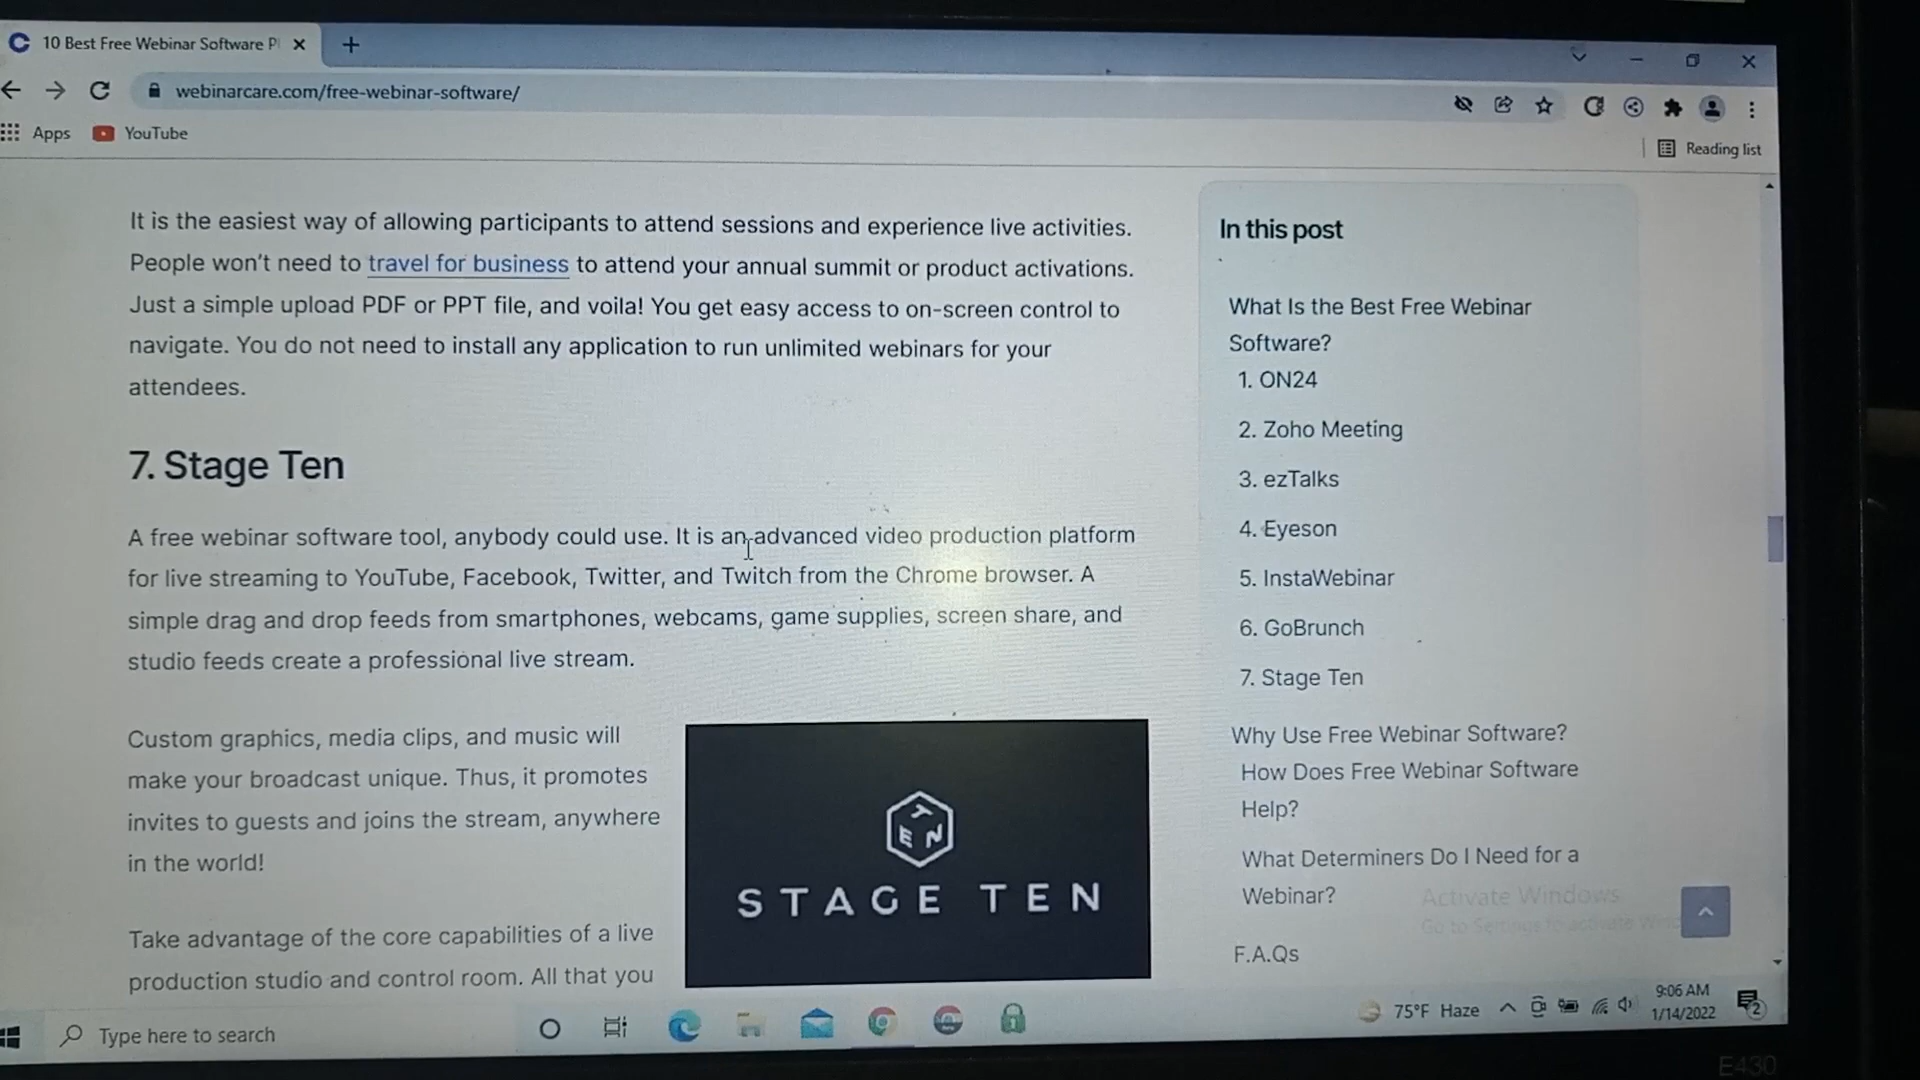 10 Best Free Webinar Software Pl
webinarcare.com/free-webinar-software/
Apps YouTube
Reading list
It is the easiest way of allowing participants to attend sessions and experience live activities.
People won't need to travel for business to attend your annual summit or product activations.
Just a simple upload PDF or PPT file, and voila! You get easy access to on-screen control to
navigate. You do not need to install any application to run unlimited webinars for your
attendees.
7. Stage Ten
A free webinar software tool, anybody could use. It is an advanced video production platform
for live streaming to YouTube, Facebook, Twitter, and Twitch from the Chrome browser. A
simple drag and drop feeds from smartphones, webcams, game supplies, screen share, and
studio feeds create a professional live stream.
Custom graphics, media clips, and music will
make your broadcast unique. Thus, it promotes
invites to guests and joins the stream, anywhere
in the world!
Take advantage of the core capabilities of a live
production studio and control room. All that you
TEN
STAGE TEN
In this post
What Is the Best Free Webinar
Software?
1. ON24
2. Zoho Meeting
3. ezTalks
4. Eyeson
5. InstaWebinar
6. GoBrunch
7. Stage Ten
Why Use Free Webinar Software?
How Does Free Webinar Software
Help?
What Determiners Do I Need for a
Webinar?
F.A.Qs
Activate Windows
Go to Settings to activate Wind
Type here to search
75°F Haze
9:06 AM
1/14/2022
2
E430